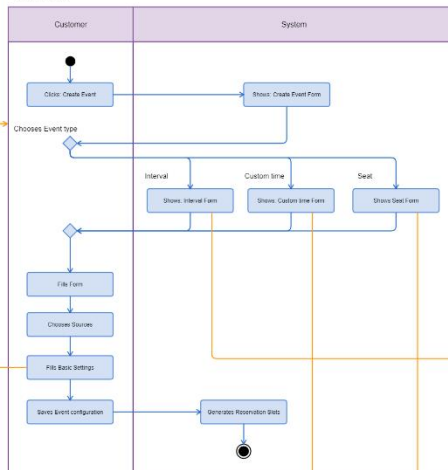 Customer
System
Clicks: Create Event
Shows: Create Event Form
Chooses Event type
Interval
Custom time
Seat
Shows: Interval Form
Shows: Custom time Form
Shows Seat Form
Fills Form
Chooses Sources
Fills Basic Settings
Saves Event configuration
Generates Reservation Slots